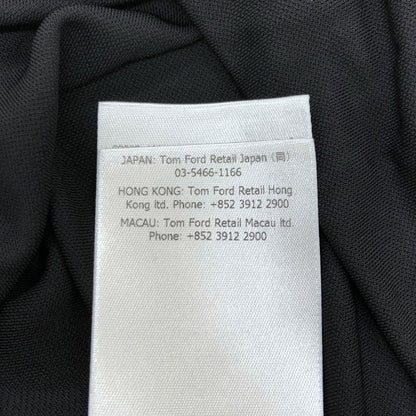 JAPAN: Tom Ford Retail Japan (同)
03-5466-1166
HONG KONG: Tom Ford Retail Hong
Kong ltd. Phone: +852 3912 2900
MACAU: Tom Ford Retail Macau ltd.
Phone: +852 3912 2900